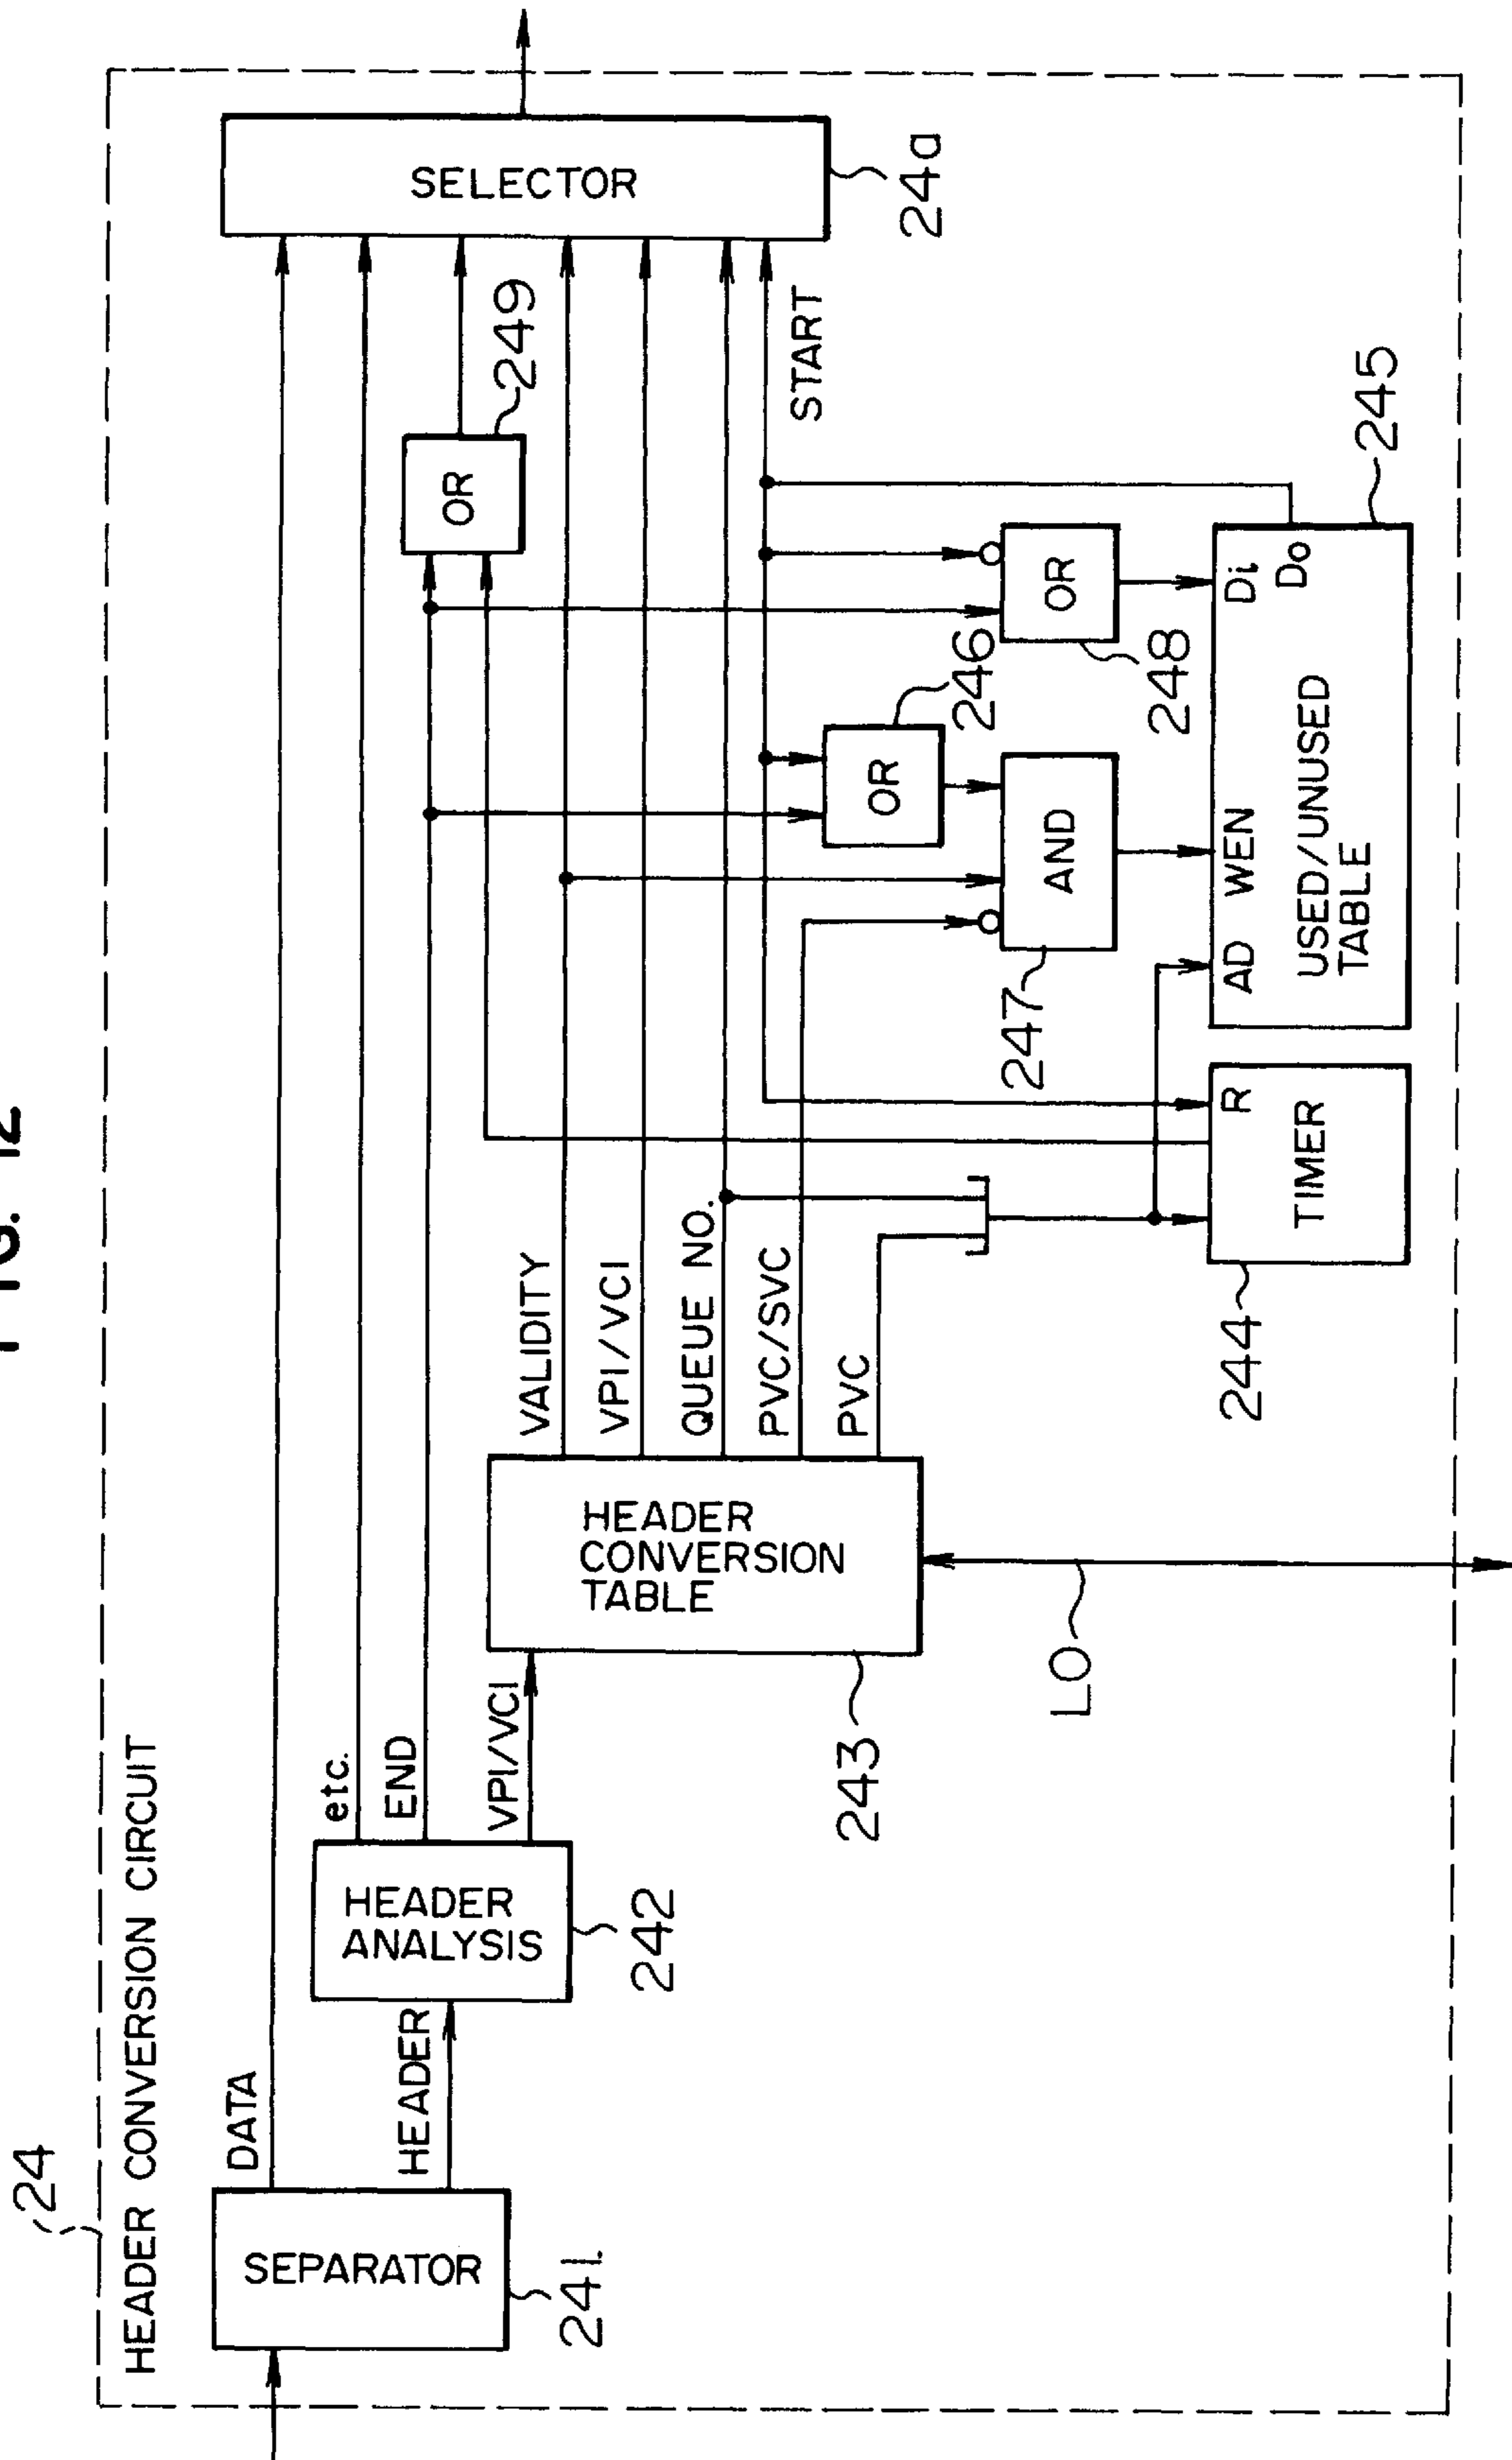 FIG. 12
24
HEADER CONVERSION CIRCUIT
SEPARATOR
241
DATA
HEADER
HEADER
ANALYSIS
242
etc.
END
VPI/VCI
HEADER
CONVERSION
TABLE
243
LO
VALIDITY
VPI/VCI
QUEUE NO.
PVC/SVC
PVC
TIMER
R
244
OR
246
AND
247
OR
248
OR
249
AD WEN Di
Do
USED/UNUSED
TABLE
245
START
SELECTOR
24a